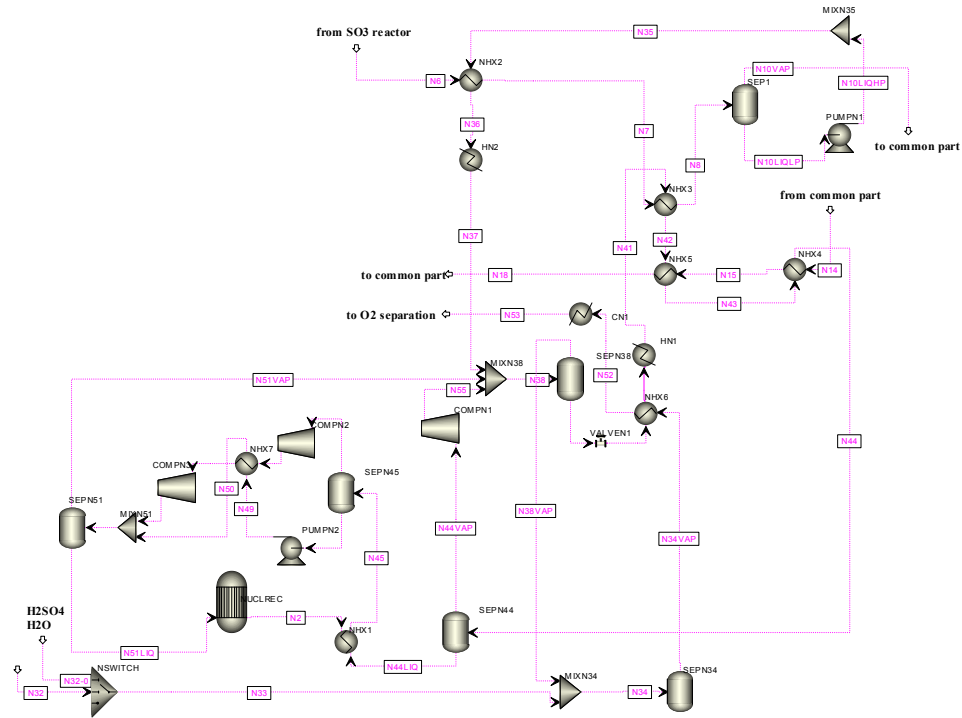 MIXN35
from SO3 reactor
N35
NHX2
N10VAP
N6
SEP1
N10LIQHP
PUMPN1
N36
N7
to common part
HN2
N10LIQLP
N8
NHX3
from common part
N37
N42
N41
NHX5
NHX4
to common part
N18
N15
N14
N43
to O2 separation
N53
CN1
HN1
SEPN38
MIXN38
N51VAP
N55
N38
N52
NHX6
COMPN1
COMPN2
VALVEN1
N44
NHX7
COMPN3
SEPN45
N50
SEPN51
N49
MIXN51
N38VAP
PUMPN2
N44VAP
N34VAP
N45
NUCLREC
H2SO4
H2O
SEPN44
N2
NHX1
N51LIQ
NSWITCH
N44LIQ
SEPN34
MIXN34
N32-0
N32
N33
N34